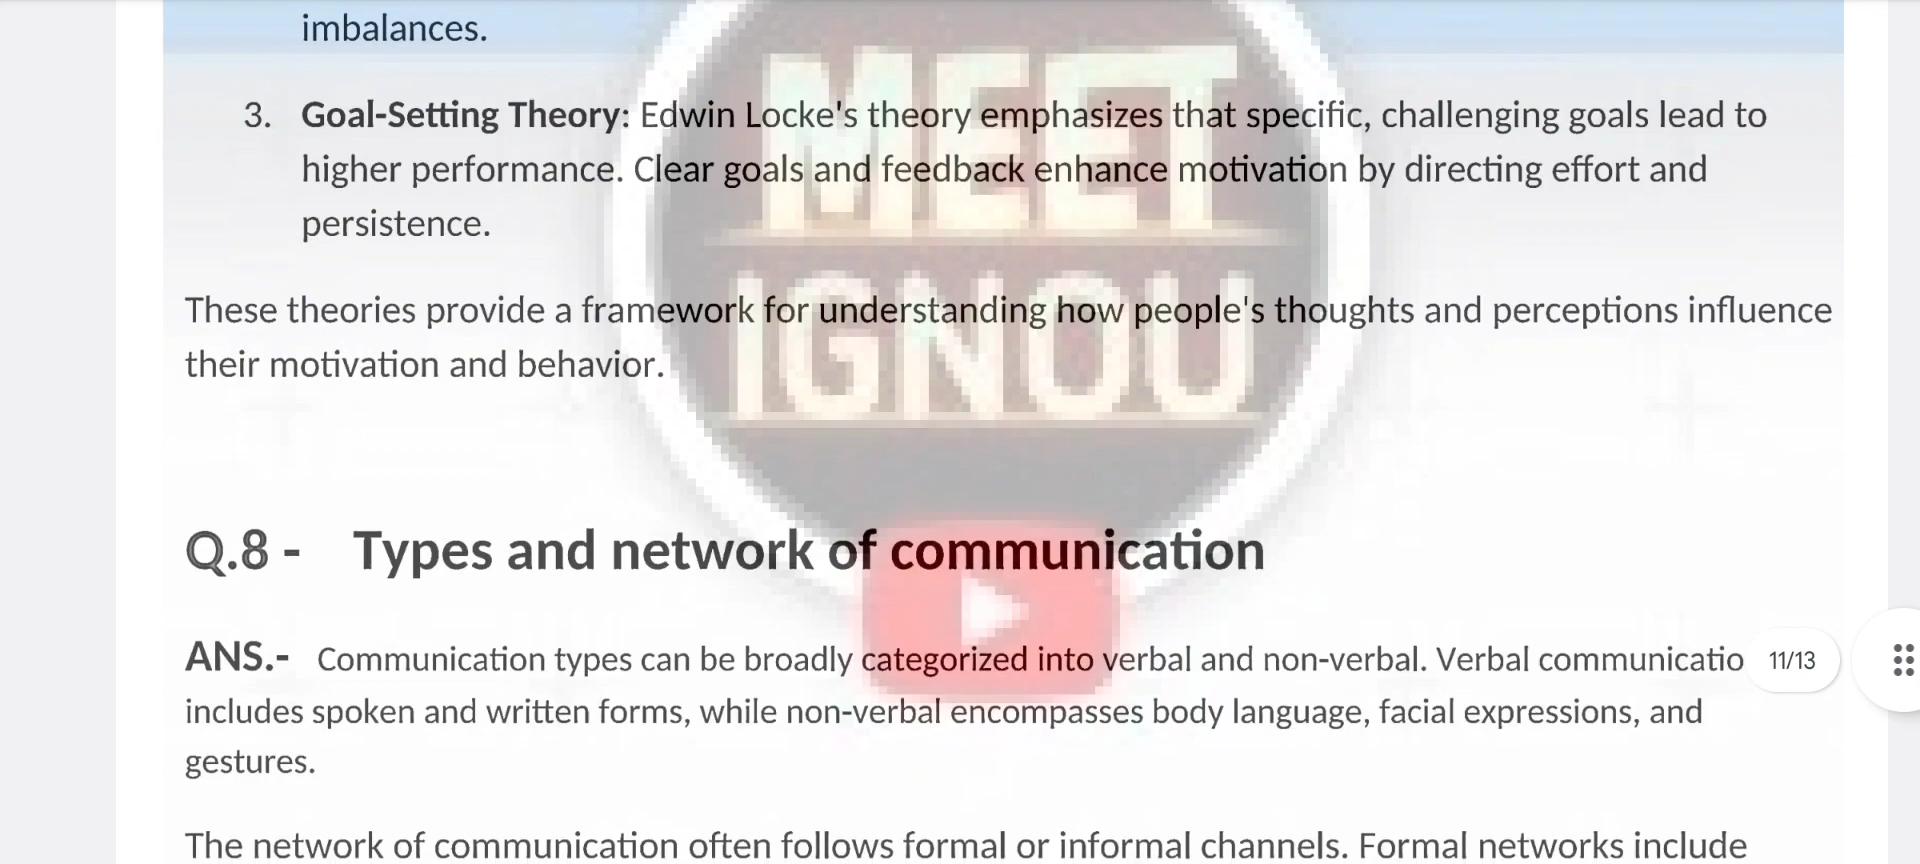 imbalances.
3. Goal-Setting Theory: Edwin Locke's theory emphasizes that specific, challenging goals lead to
higher performance. Clear goals and feedback enhance motivation by directing effort and
persistence.
These theories provide a framework for understanding how people's thoughts and perceptions influence
their motivation and behavior.
MEET
IGNOU
Q.8 - Types and network of communication
ANS.- Communication types can be broadly categorized into verbal and non-verbal. Verbal communicatio
11/13
includes spoken and written forms, while non-verbal encompasses body language, facial expressions, and
gestures.
The network of communication often follows formal or informal channels. Formal networks include